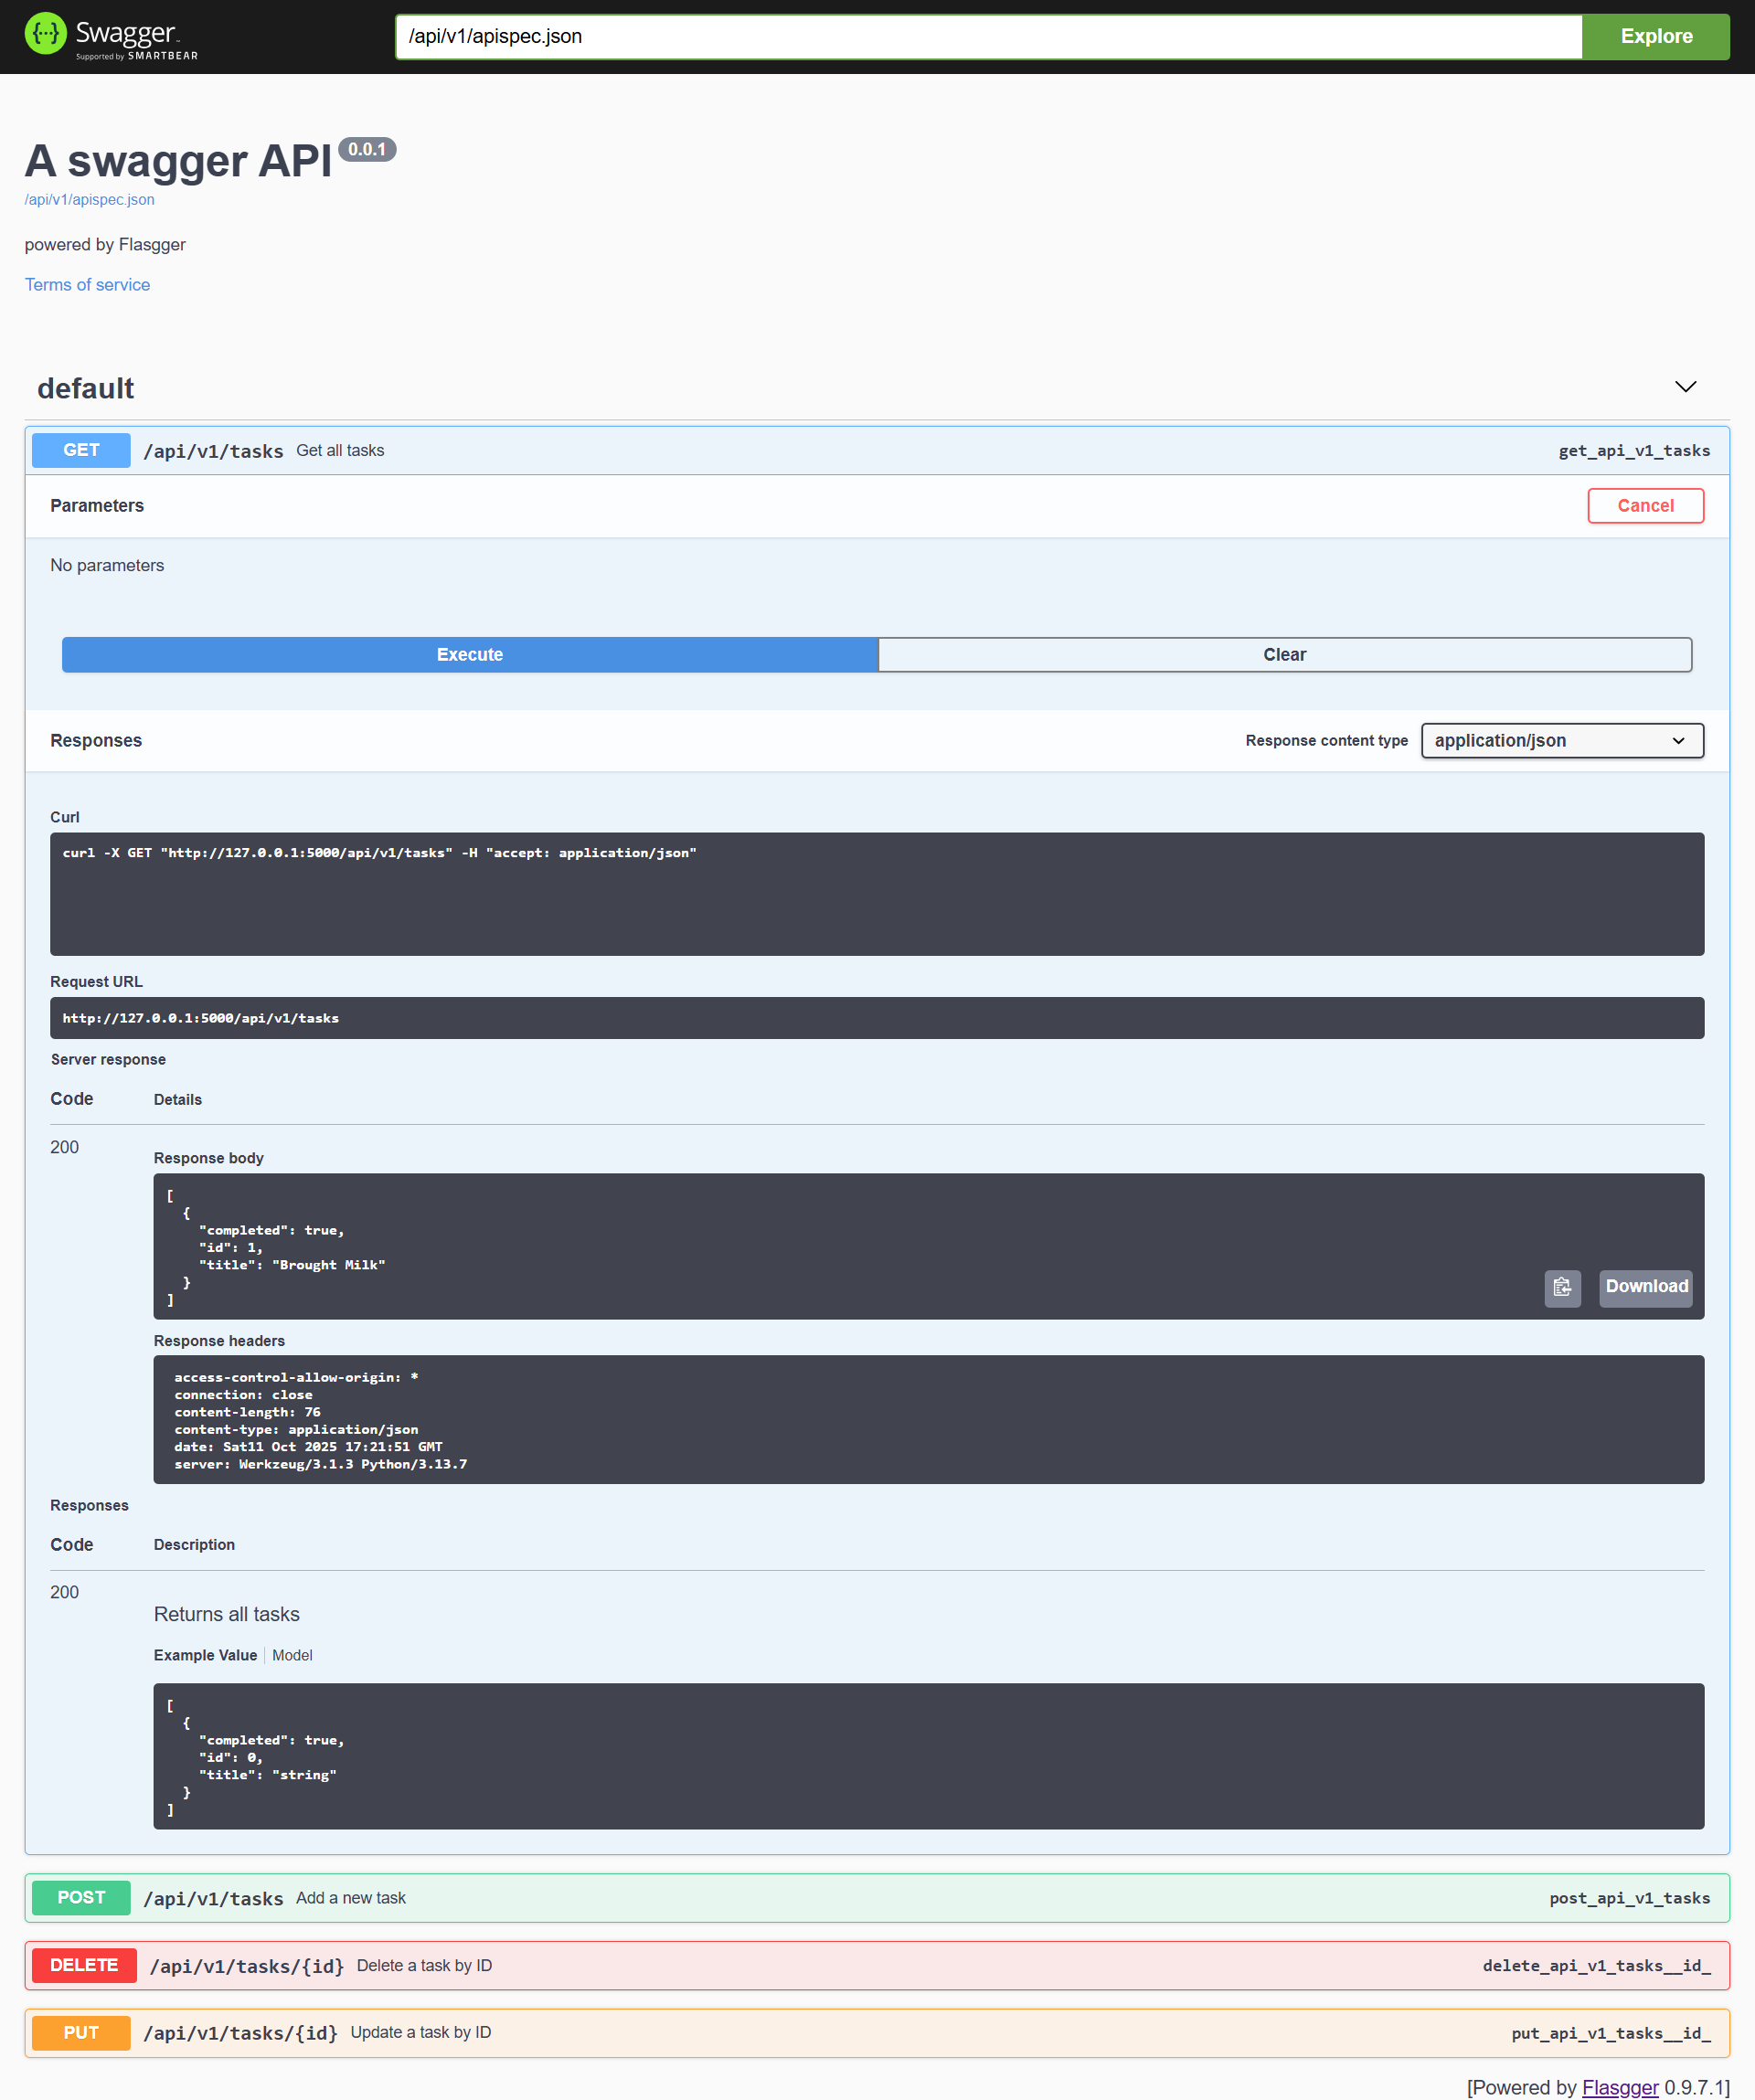 Swagger.
Supported by SMARTBEAR
/api/v1/apispec.json
Explore
A swagger API 0.0.1
/api/v1/apispec.json
powered by Flasgger
Terms of service
default
GET /api/v1/tasks Get all tasks get_api_v1_tasks
Parameters
Cancel
No parameters
Execute
Clear
Responses
Response content type application/json
Curl
curl -X GET "http://127.0.0.1:5000/api/v1/tasks" -H "accept: application/json"
Request URL
http://127.0.0.1:5000/api/v1/tasks
Server response
Code Details
200
Response body
[
  {
    "completed": true,
    "id": 1,
    "title": "Brought Milk"
  }
]
Download
Response headers
access-control-allow-origin: *
connection: close
content-length: 76
content-type: application/json
date: Sat11 Oct 2025 17:21:51 GMT
server: Werkzeug/3.1.3 Python/3.13.7
Responses
Code Description
200
Returns all tasks
Example Value Model
[
  {
    "completed": true,
    "id": 0,
    "title": "string"
  }
]
POST /api/v1/tasks Add a new task post_api_v1_tasks
DELETE /api/v1/tasks/{id} Delete a task by ID delete_api_v1_tasks__id_
PUT /api/v1/tasks/{id} Update a task by ID put_api_v1_tasks__id_
[Powered by Flasgger 0.9.7.1]